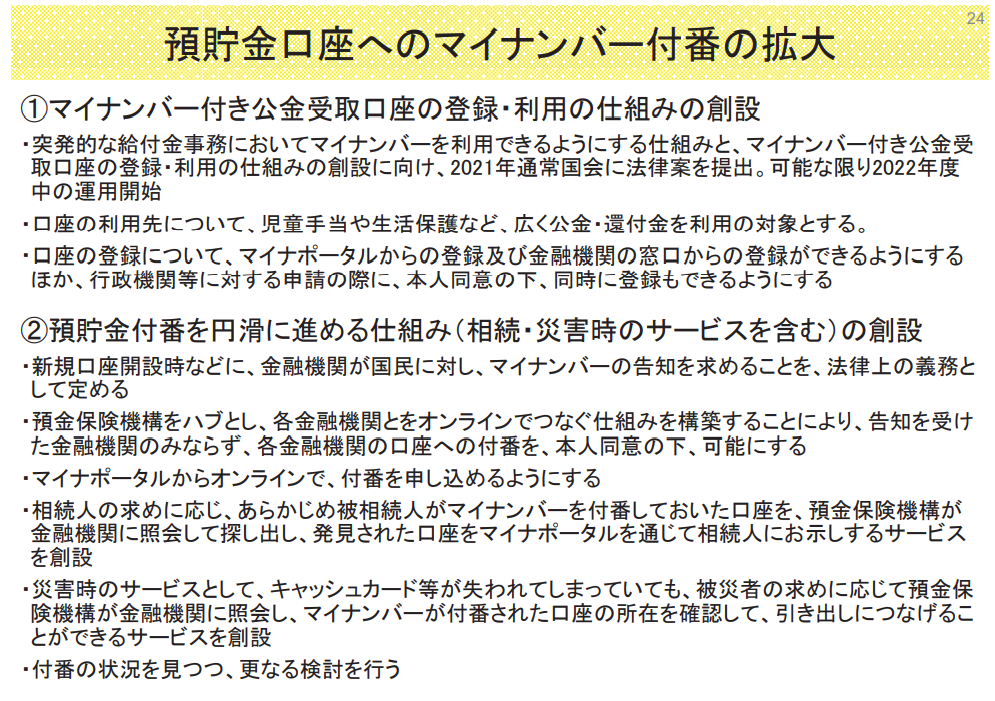 24
預貯金口座へのマイナンバー付番の拡大
①マイナンバー付き公金受取口座の登録・利用の仕組みの創設
・突発的な給付金事務においてマイナンバーを利用できるようにする仕組みと、マイナンバー付き公金受
取口座の登録・利用の仕組みの創設に向け、2021年通常国会に法律案を提出。可能な限り2022年度
中の運用開始
・口座の利用先について、児童手当や生活保護など、広く公金・還付金を利用の対象とする。
・口座の登録について、マイナポータルからの登録及び金融機関の窓口からの登録ができるようにする
ほか、行政機関等に対する申請の際に、本人同意の下、同時に登録もできるようにする
②預貯金付番を円滑に進める仕組み（相続・災害時のサービスを含む）の創設
・新規口座開設時などに、金融機関が国民に対し、マイナンバーの告知を求めることを、法律上の義務と
して定める
・預金保険機構をハブとし、各金融機関とをオンラインでつなぐ仕組みを構築することにより、告知を受け
た金融機関のみならず、各金融機関の口座への付番を、本人同意の下、可能にする
・マイナポータルからオンラインで、付番を申し込めるようにする
・相続人の求めに応じ、あらかじめ被相続人がマイナンバーを付番しておいた口座を、預金保険機構が
金融機関に照会して探し出し、発見された口座をマイナポータルを通じて相続人にお示しするサービス
を創設
・災害時のサービスとして、キャッシュカード等が失われてしまっていても、被災者の求めに応じて預金保
険機構が金融機関に照会し、マイナンバーが付番された口座の所在を確認して、引き出しにつなげるこ
とができるサービスを創設
・付番の状況を見つつ、更なる検討を行う